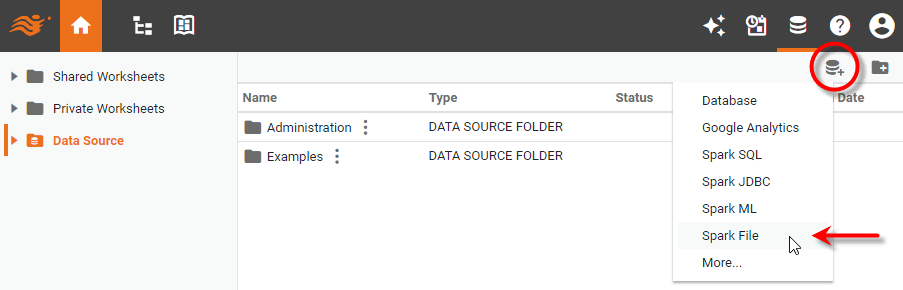 Shared Worksheets
Private Worksheets
Data Source
Name Type Status Date
Administration DATA SOURCE FOLDER
Examples DATA SOURCE FOLDER
Database
Google Analytics
Spark SQL
Spark JDBC
Spark ML
Spark File
More...